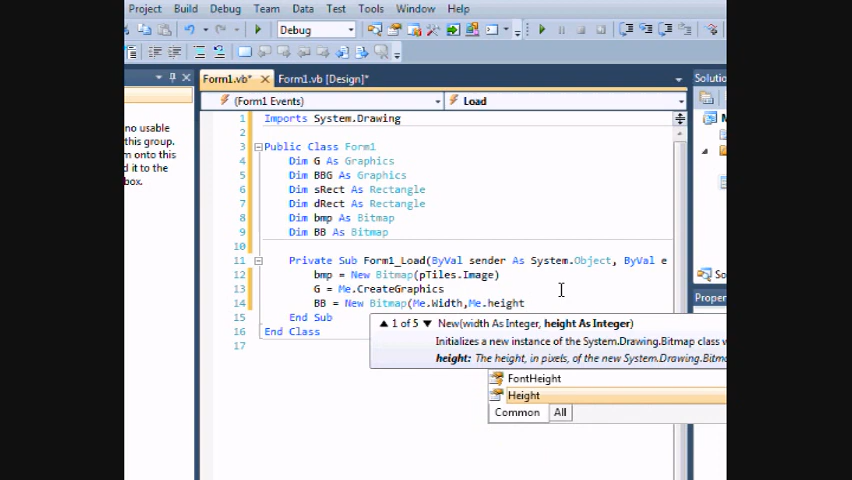 Project Build Debug Team Data Test Tools Window Help
Debug
Form1.vb* Form1.vb [Design]* Solutio
(Form1 Events) Load
no usable
this group.
m onto this
d it to the
box.
1 Imports System.Drawing
2
3 Public Class Form1
4 Dim G As Graphics
5 Dim BBG As Graphics
6 Dim sRect As Rectangle
7 Dim dRect As Rectangle
8 Dim bmp As Bitmap
9 Dim BB As Bitmap
10
11 Private Sub Form1_Load(ByVal sender As System.Object, ByVal e
12 bmp = New Bitmap(pTiles.Image)
13 G = Me.CreateGraphics
14 BB = New Bitmap(Me.Width,Me.height
15 End Sub
16 End Class
17
1 of 5 New(width As Integer, height As Integer)
Initializes a new instance of the System.Drawing.Bitmap class w
height: The height, in pixels, of the new System.Drawing.Bitm
FontHeight
Height
Common All
So
Proper